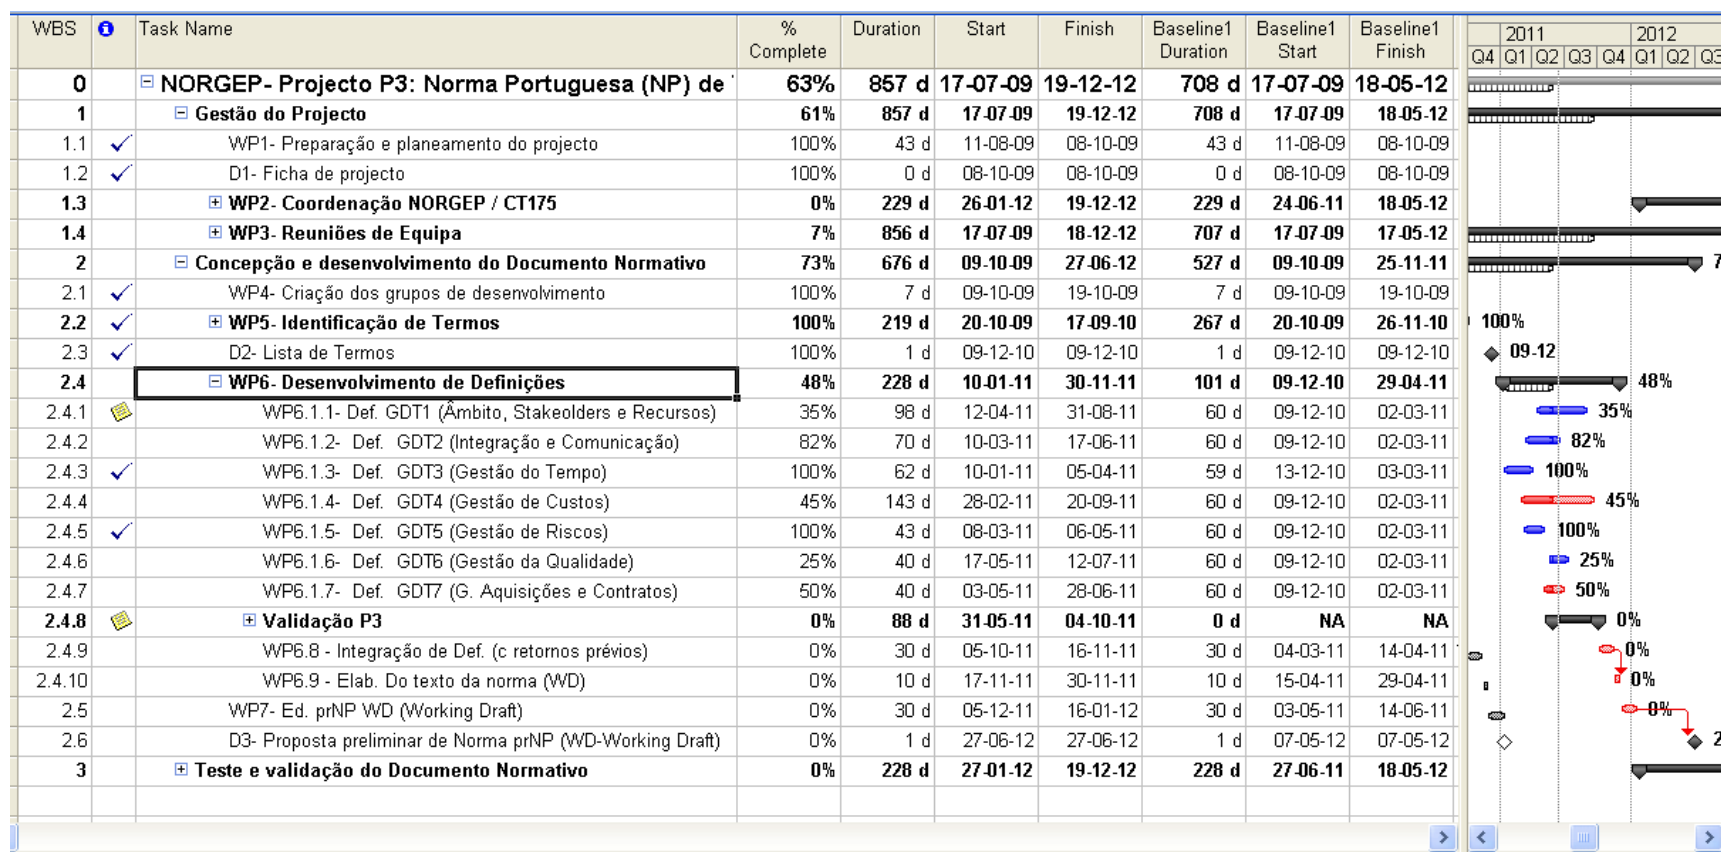 WBS Task Name % Complete Duration Start Finish Baseline1 Duration Baseline1 Start Baseline1 Finish 2011 2012
Q4 Q1 Q2 Q3 Q4 Q1 Q2 Q3
0 NORGEP- Projecto P3: Norma Portuguesa (NP) de 63% 857 d 17-07-09 19-12-12 708 d 17-07-09 18-05-12
1 Gestão do Projecto 61% 857 d 17-07-09 19-12-12 708 d 17-07-09 18-05-12
1.1 WP1- Preparação e planeamento do projecto 100% 43 d 11-08-09 08-10-09 43 d 11-08-09 08-10-09
1.2 D1- Ficha de projecto 100% 0 d 08-10-09 08-10-09 0 d 08-10-09 08-10-09
1.3 WP2- Coordenação NORGEP / CT175 0% 229 d 26-01-12 19-12-12 229 d 24-06-11 18-05-12
1.4 WP3- Reuniões de Equipa 7% 856 d 17-07-09 18-12-12 707 d 17-07-09 17-05-12
2 Concepção e desenvolvimento do Documento Normativo 73% 676 d 09-10-09 27-06-12 527 d 09-10-09 25-11-11 7
2.1 WP4- Criação dos grupos de desenvolvimento 100% 7 d 09-10-09 19-10-09 7 d 09-10-09 19-10-09
2.2 WP5- Identificação de Termos 100% 219 d 20-10-09 17-09-10 267 d 20-10-09 26-11-10 100%
2.3 D2- Lista de Termos 100% 1 d 09-12-10 09-12-10 1 d 09-12-10 09-12-10 09-12
2.4 WP6- Desenvolvimento de Definições 48% 228 d 10-01-11 30-11-11 101 d 09-12-10 29-04-11 48%
2.4.1 WP6.1.1- Def. GDT1 (Âmbito, Stakeolders e Recursos) 35% 98 d 12-04-11 31-08-11 60 d 09-12-10 02-03-11 35%
2.4.2 WP6.1.2- Def. GDT2 (Integração e Comunicação) 82% 70 d 10-03-11 17-06-11 60 d 09-12-10 02-03-11 82%
2.4.3 WP6.1.3- Def. GDT3 (Gestão do Tempo) 100% 62 d 10-01-11 05-04-11 59 d 13-12-10 03-03-11 100%
2.4.4 WP6.1.4- Def. GDT4 (Gestão de Custos) 45% 143 d 28-02-11 20-09-11 60 d 09-12-10 02-03-11 45%
2.4.5 WP6.1.5- Def. GDT5 (Gestão de Riscos) 100% 43 d 08-03-11 06-05-11 60 d 09-12-10 02-03-11 100%
2.4.6 WP6.1.6- Def. GDT6 (Gestão da Qualidade) 25% 40 d 17-05-11 12-07-11 60 d 09-12-10 02-03-11 25%
2.4.7 WP6.1.7- Def. GDT7 (G. Aquisições e Contratos) 50% 40 d 03-05-11 28-06-11 60 d 09-12-10 02-03-11 50%
2.4.8 Validação P3 0% 88 d 31-05-11 04-10-11 0 d NA NA 0%
2.4.9 WP6.8 - Integração de Def. (c retornos prévios) 0% 30 d 05-10-11 16-11-11 30 d 04-03-11 14-04-11 0%
2.4.10 WP6.9 - Elab. Do texto da norma (WD) 0% 10 d 17-11-11 30-11-11 10 d 15-04-11 29-04-11 0%
2.5 WP7- Ed. prNP WD (Working Draft) 0% 30 d 05-12-11 16-01-12 30 d 03-05-11 14-06-11 0%
2.6 D3- Proposta preliminar de Norma prNP (WD-Working Draft) 0% 1 d 27-06-12 27-06-12 1 d 07-05-12 07-05-12 2
3 Teste e validação do Documento Normativo 0% 228 d 27-01-12 19-12-12 228 d 27-06-11 18-05-12